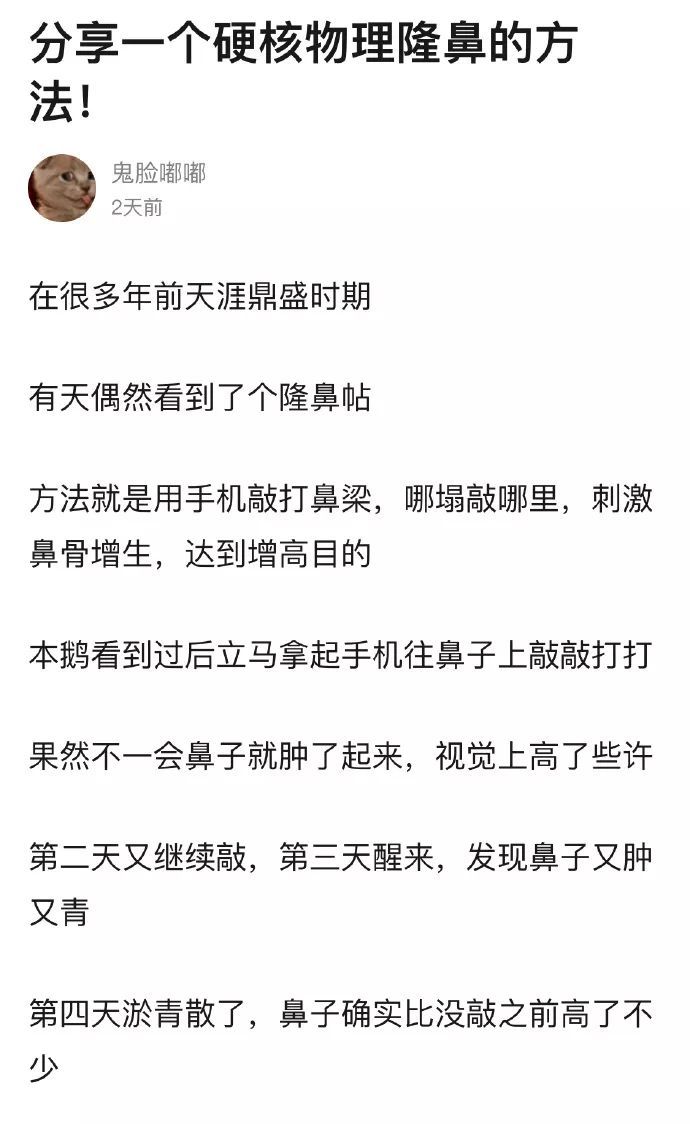 分享一个硬核物理隆鼻的方
法！
鬼脸嘟嘟
2天前
在很多年前天涯鼎盛时期
有天偶然看到了个隆鼻帖
方法就是用手机敲打鼻梁，哪塌敲哪里，刺激
鼻骨增生，达到增高目的
本鹅看到过后立马拿起手机往鼻子上敲敲打打
果然不一会鼻子就肿了起来，视觉上高了些许
第二天又继续敲，第三天醒来，发现鼻子又肿
又青
第四天淤青散了，鼻子确实比没敲之前高了不
少